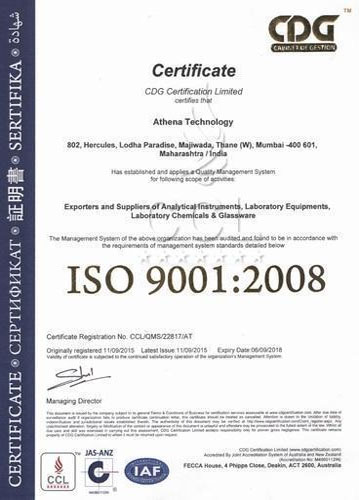 TM
CDG
CABINET DE GESTION
Certificate
CDG Certification Limited
certifies that
Athena Technology
802, Hercules, Lodha Paradise, Majiwada, Thane (W), Mumbai -400 601,
Maharashtra / India
Has established and applies a Quality Management System
for following scope of activities:
Exporters and Suppliers of Analytical Instruments, Laboratory Equipments,
Laboratory Chemicals & Glassware
The Management System of the above organization has been audited and found to be in accordance with
the requirements of management system standards detailed below
ISO 9001:2008
Certificate Registration No. CCL/QMS/22817/AT
Originally registered 11/09/2015 Latest Issue 11/09/2015 Expiry Date 06/09/2018
Validity of certificate is subjected to the continued satisfactory operation of the organization's Management System.
Managing Director
CDG Certification Limited (www.cdgcertification.com)
Accredited by Joint Accreditation System of Australia and New Zealand
FECCA House, 4 Phipps Close, Deakin, ACT 2600, Australia
CCL
JAS-ANZ
C
IAF
CERTIFICATE • СЕРТИФИКАТ • 証明書 • SERTIFIKA • شهادة